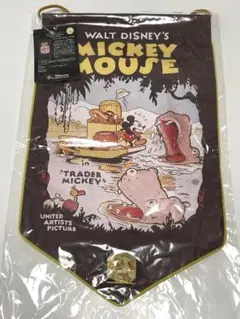 WALT DISNEY'S
MICKEY
MOUSE
in
"TRADER
MICKEY"
UNITED
ARTISTS
PICTURE